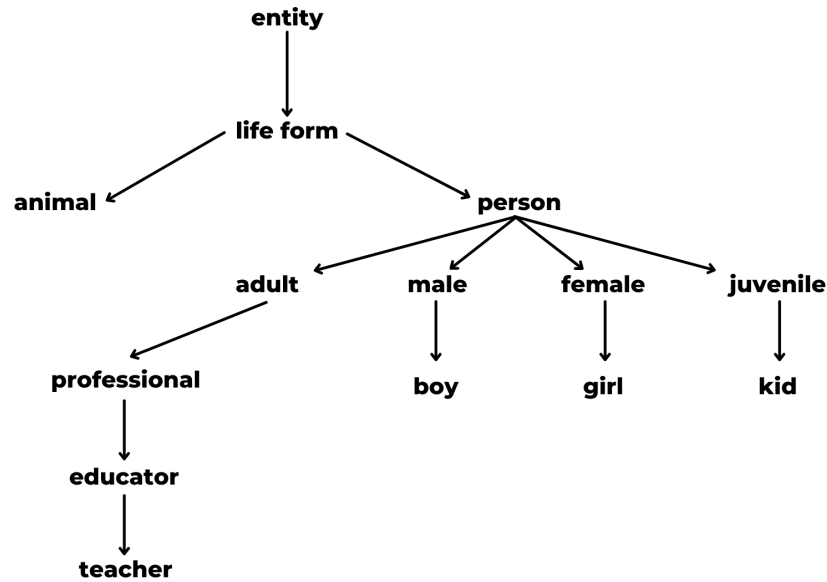 entity
life form
animal
person
adult
male
female
juvenile
professional
boy
girl
kid
educator
teacher